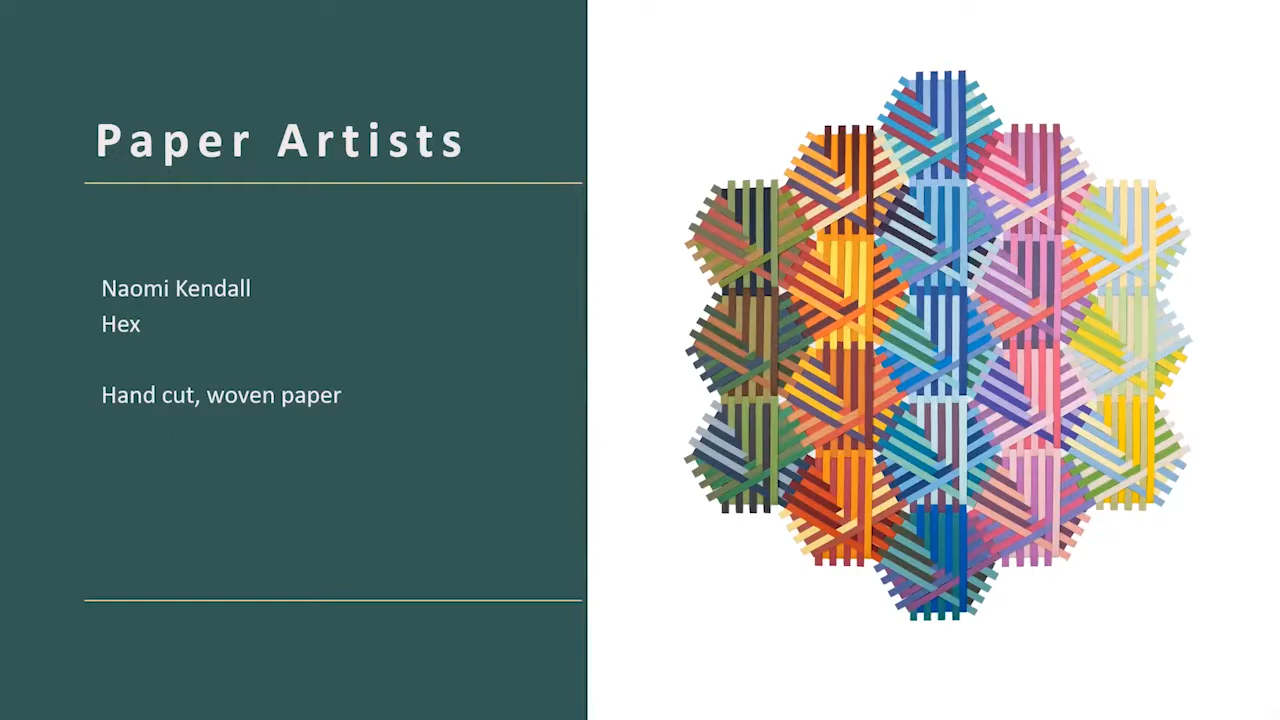 Paper Artists
Naomi Kendall
Hex
Hand cut, woven paper